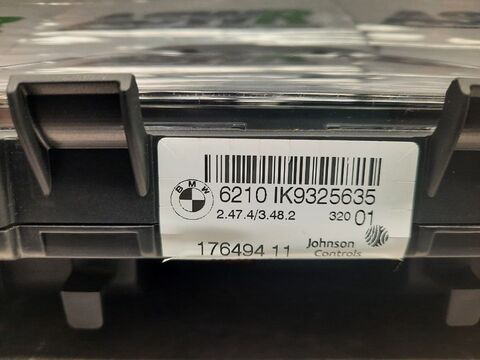 BMW
6210 IK9325635
2.47.4/3.48.2 320 01
176494 11 Johnson Controls